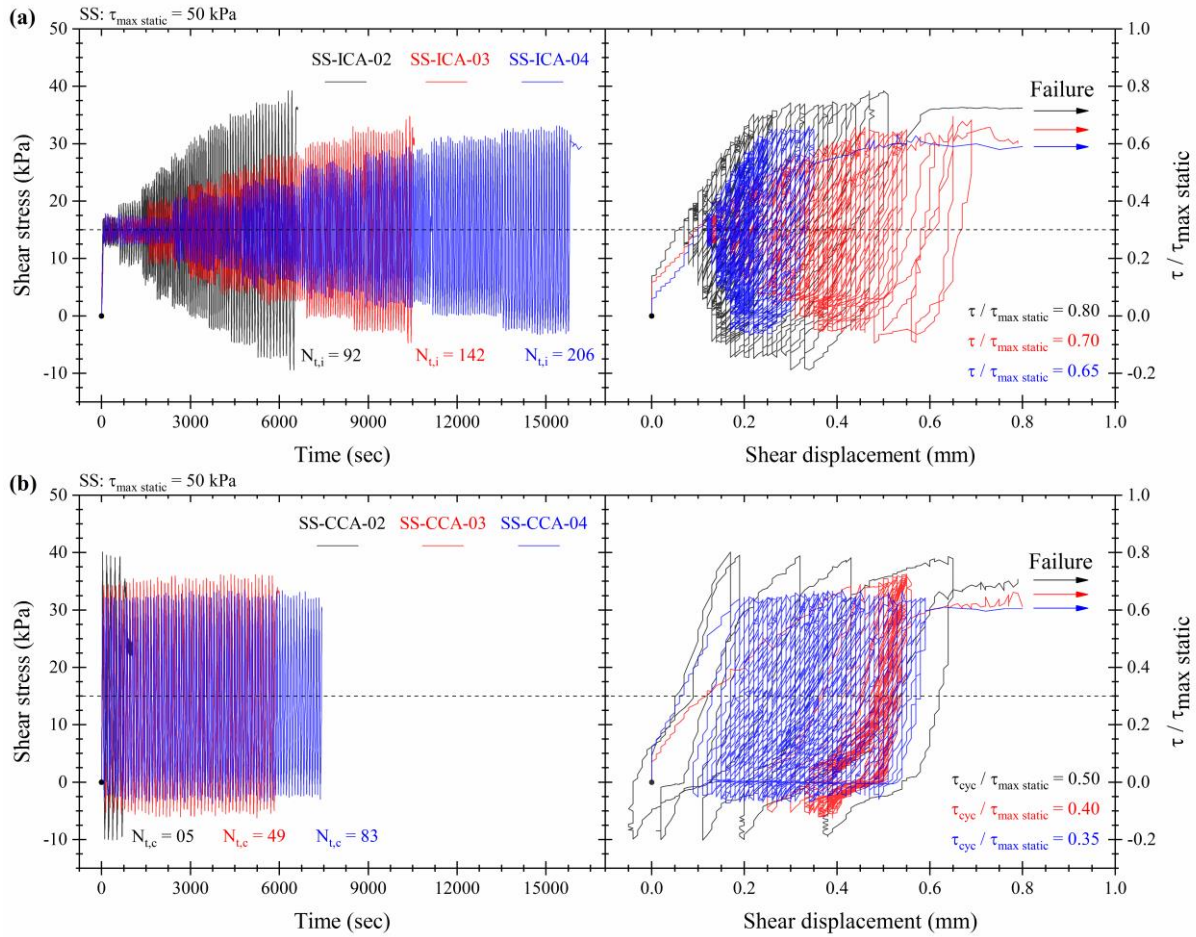 (a) SS: τmax static = 50 kPa
SS-ICA-02 SS-ICA-03 SS-ICA-04
50
40
30
20
10
0
-10
Shear stress (kPa)
Nt,i = 92 Nt,i = 142 Nt,i = 206
0 3000 6000 9000 12000 15000
Time (sec)
Failure
τ / τmax static = 0.80
τ / τmax static = 0.70
τ / τmax static = 0.65
1.0
0.8
0.6
0.4
0.2
0.0
-0.2
τ / τmax static
0.0 0.2 0.4 0.6 0.8 1.0
Shear displacement (mm)
(b) SS: τmax static = 50 kPa
SS-CCA-02 SS-CCA-03 SS-CCA-04
50
40
30
20
10
0
-10
Shear stress (kPa)
Nt,c = 05 Nt,c = 49 Nt,c = 83
0 3000 6000 9000 12000 15000
Time (sec)
Failure
τcyc / τmax static = 0.50
τcyc / τmax static = 0.40
τcyc / τmax static = 0.35
1.0
0.8
0.6
0.4
0.2
0.0
-0.2
τ / τmax static
0.0 0.2 0.4 0.6 0.8 1.0
Shear displacement (mm)